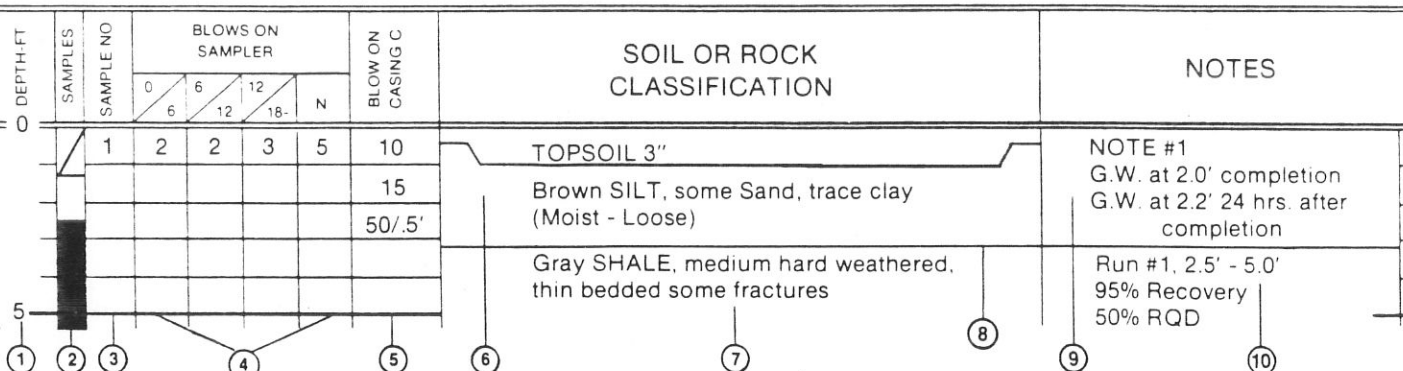 DEPTH-FT
SAMPLES
SAMPLE NO
BLOWS ON
SAMPLER
0 / 6
6 / 12
12 / 18-
N
BLOW ON
CASING C
SOIL OR ROCK
CLASSIFICATION
NOTES
0
1 2 2 3 5 10
15
50/.5'
TOPSOIL 3"
Brown SILT, some Sand, trace clay
(Moist - Loose)
Gray SHALE, medium hard weathered,
thin bedded some fractures
NOTE #1
G.W. at 2.0' completion
G.W. at 2.2' 24 hrs. after
completion
Run #1, 2.5' - 5.0'
95% Recovery
50% RQD
5
1 2 3 4 5 6 7 8 9 10